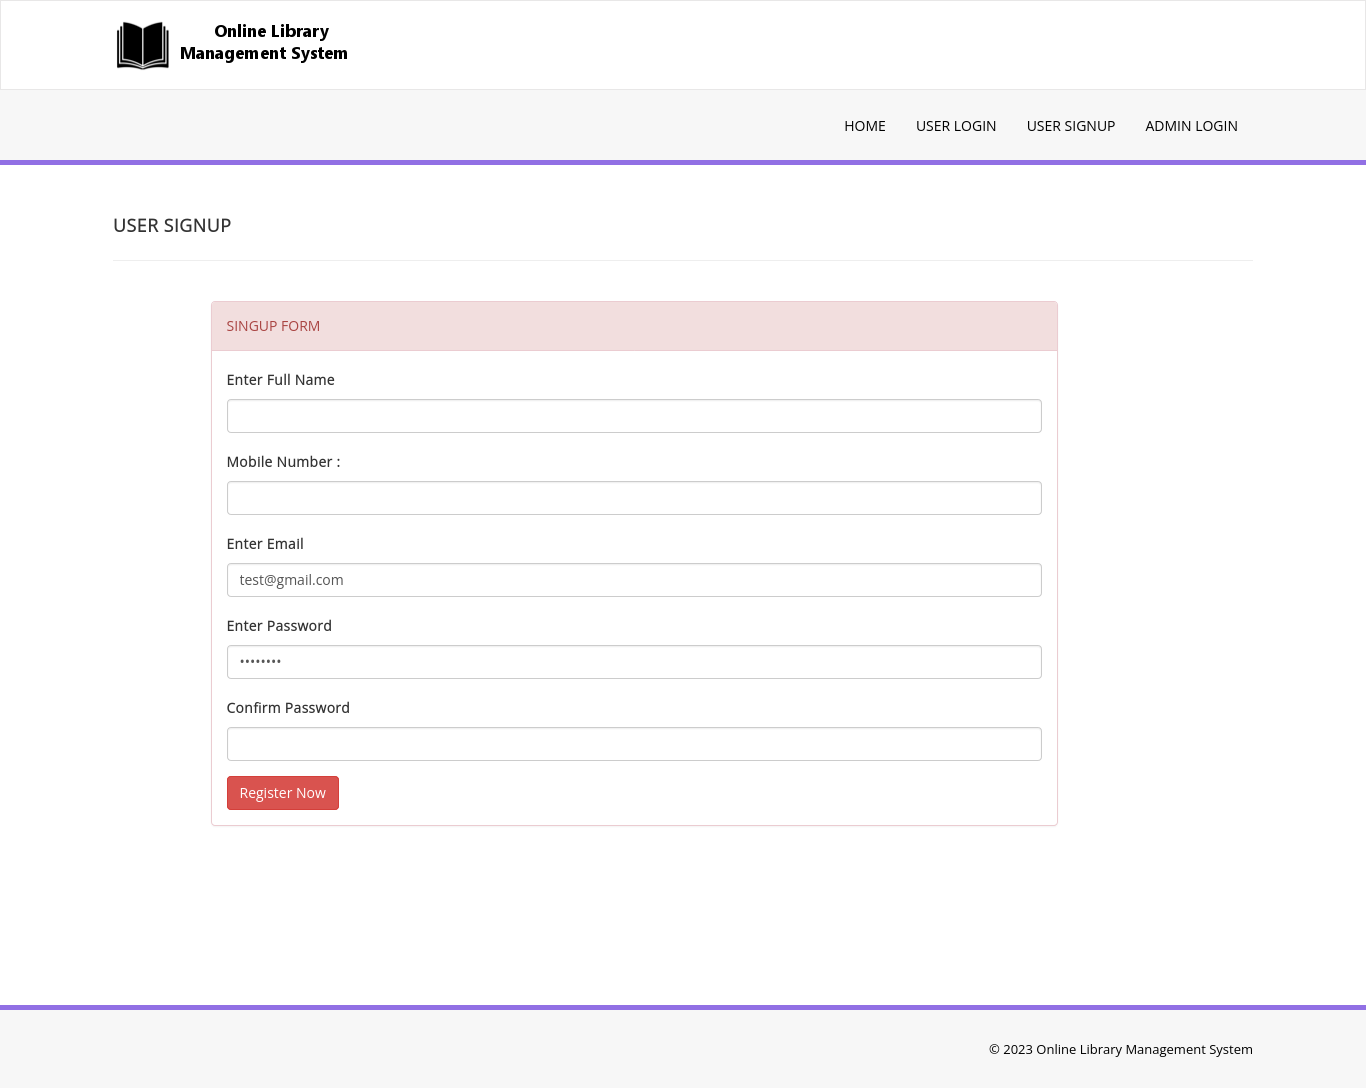 Online Library
Management System
HOME USER LOGIN USER SIGNUP ADMIN LOGIN
USER SIGNUP
SINGUP FORM
Enter Full Name
Mobile Number :
Enter Email
test@gmail.com
Enter Password
••••••••
Confirm Password
Register Now
© 2023 Online Library Management System